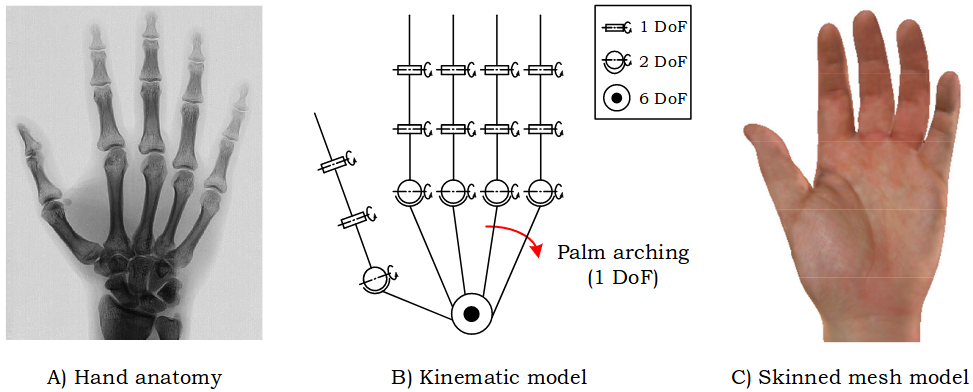 1 DoF
2 DoF
6 DoF
Palm arching
(1 DoF)
A) Hand anatomy
B) Kinematic model
C) Skinned mesh model